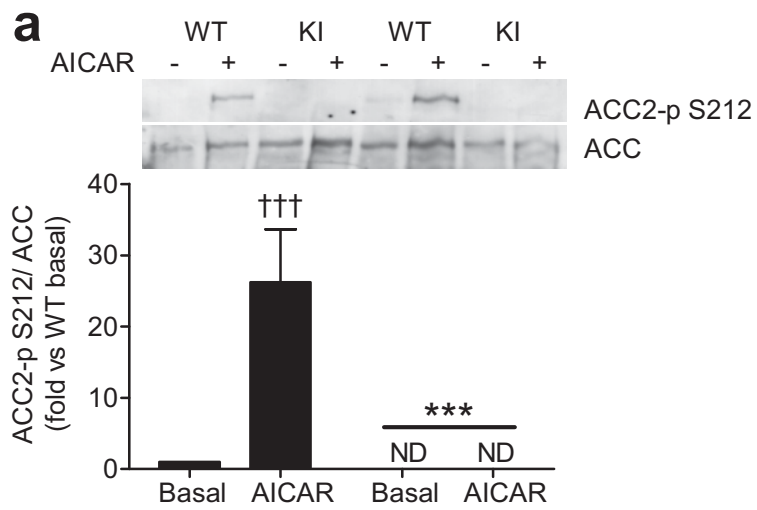 a
WT KI WT KI
AICAR - + - + - + - +
ACC2-p S212
ACC
ACC2-p S212/ ACC
(fold vs WT basal)
40
30
20
10
0
†††
***
ND ND
Basal AICAR Basal AICAR